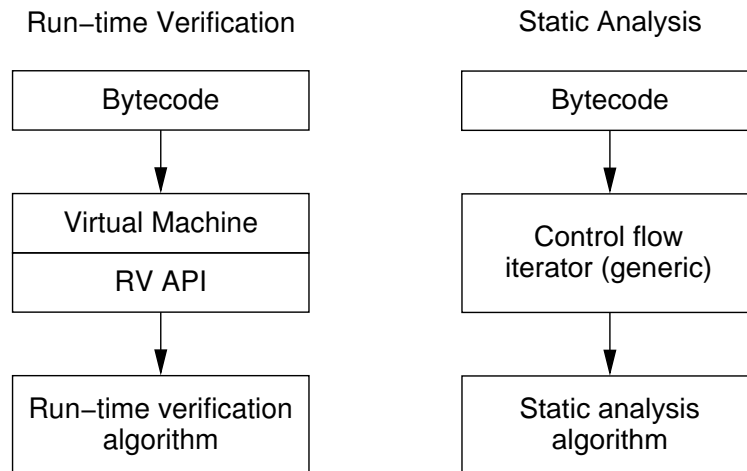 Run−time Verification
Static Analysis
Bytecode
Bytecode
Virtual Machine
RV API
Control flow
iterator (generic)
Run−time verification
algorithm
Static analysis
algorithm